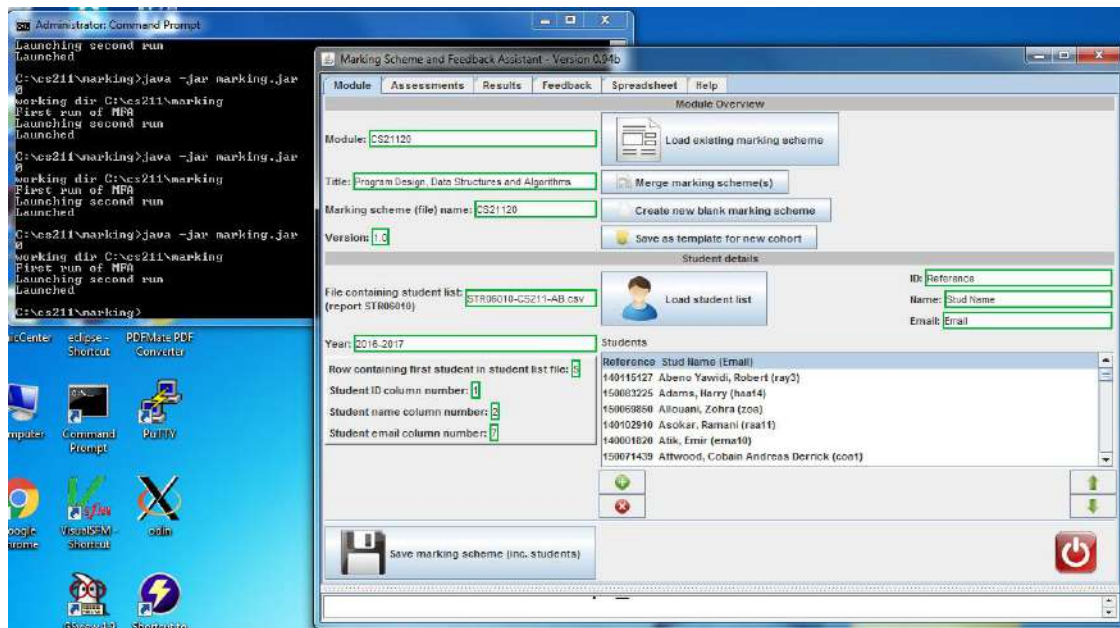 Administrator: Command Prompt
Launching second run
Launched
C:\cs211\marking>java -jar marking.jar
0
working dir C:\cs211\marking
First run of MFA
Launching second run
Launched
C:\cs211\marking>java -jar marking.jar
0
working dir C:\cs211\marking
First run of MFA
Launching second run
Launched
C:\cs211\marking>java -jar marking.jar
0
working dir C:\cs211\marking
First run of MFA
Launching second run
Launched
C:\cs211\marking>
eclipse - Shortcut
PDFMate PDF Converter
Command Prompt
PuTTY
VisualSFM - Shortcut
odin
Marking Scheme and Feedback Assistant - Version 0.94b
Module Assessments Results Feedback Spreadsheet Help
Module Overview
Module: CS21120
Load existing marking scheme
Title: Program Design, Data Structures and Algorithms
Merge marking scheme(s)
Marking scheme (file) name: CS21120
Create new blank marking scheme
Version: 1.0
Save as template for new cohort
Student details
File containing student list: STR06010-CS211-AB.csv
(report STR06010)
Load student list
ID: Reference
Name: Stud Name
Email: Email
Year: 2016-2017
Students
Row containing first student in student list file: 5
Student ID column number: 1
Student name column number: 2
Student email column number: 7
Reference Stud Name (Email)
140115127 Abeno Yawidi, Robert (ray3)
150083225 Adams, Harry (haa14)
150069850 Allouani, Zohra (zoa)
140102910 Asokar, Ramani (raa11)
140001820 Atik, Emir (ema10)
150071439 Attwood, Cobain Andreas Derrick (coa1)
Save marking scheme (inc. students)